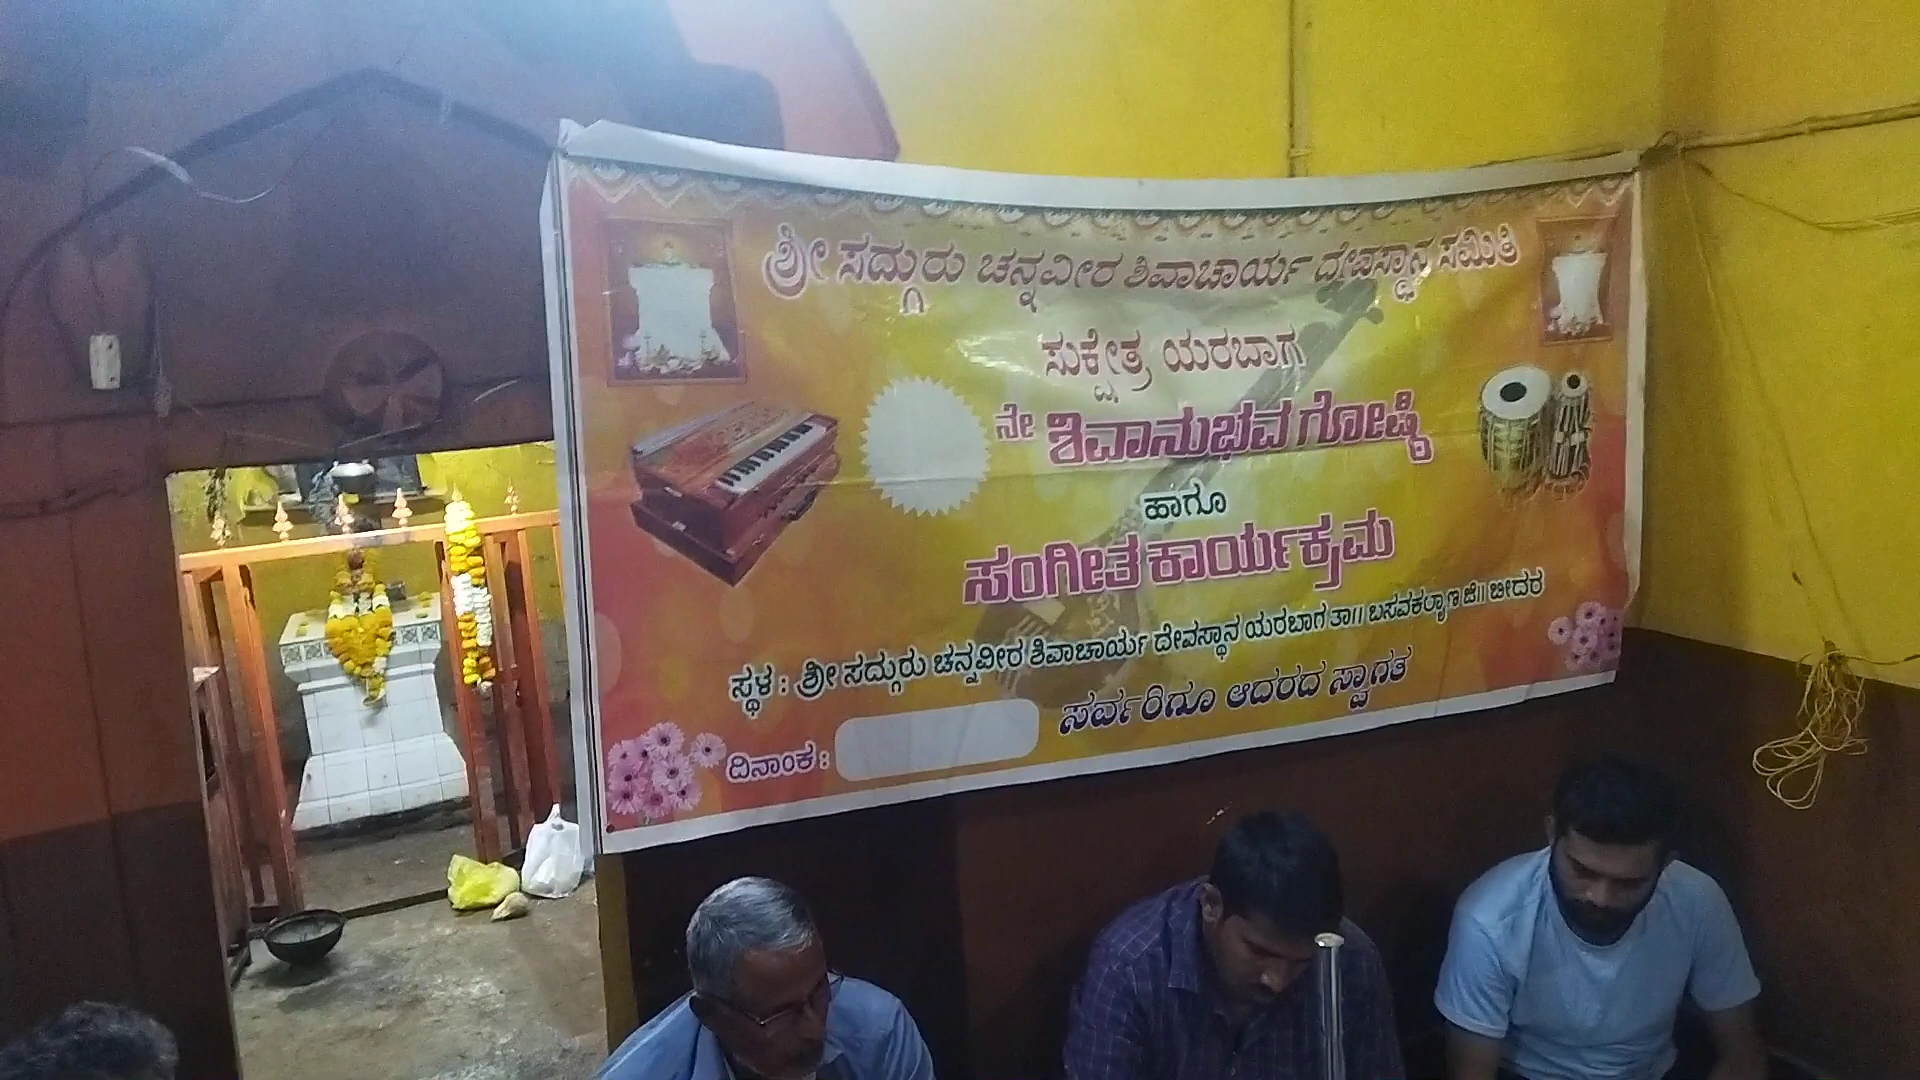 ಶ್ರೀ ಸದ್ಗುರು ಚನ್ನವೀರ ಶಿವಾಚಾರ್ಯ ದೇವಸ್ಥಾನ ಸಮಿತಿ
ಸುಕ್ಷೇತ್ರ ಯರಬಾಗ
ನೇ ಶಿವಾನುಭವ ಗೋಷ್ಠಿ
ಹಾಗೂ
ಸಂಗೀತ ಕಾರ್ಯಕ್ರಮ
ಸ್ಥಳ : ಶ್ರೀ ಸದ್ಗುರು ಚನ್ನವೀರ ಶಿವಾಚಾರ್ಯ ದೇವಸ್ಥಾನ ಯರಬಾಗ ತಾ।। ಬಸವಕಲ್ಯಾಣ ಜಿ।। ಬೀದರ
ದಿನಾಂಕ : ಸರ್ವರಿಗೂ ಆದರದ ಸ್ವಾಗತ